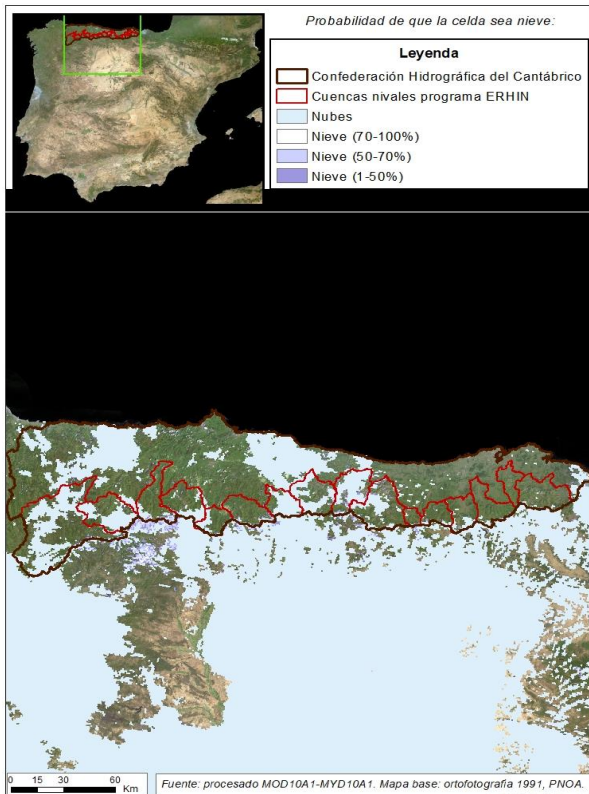 Probabilidad de que la celda sea nieve:
Leyenda
Confederación Hidrográfica del Cantábrico
Cuencas nivales programa ERHIN
Nubes
Nieve (70-100%)
Nieve (50-70%)
Nieve (1-50%)
0 15 30 60
Km
Fuente: procesado MOD10A1-MYD10A1. Mapa base: ortofotografía 1991, PNOA.